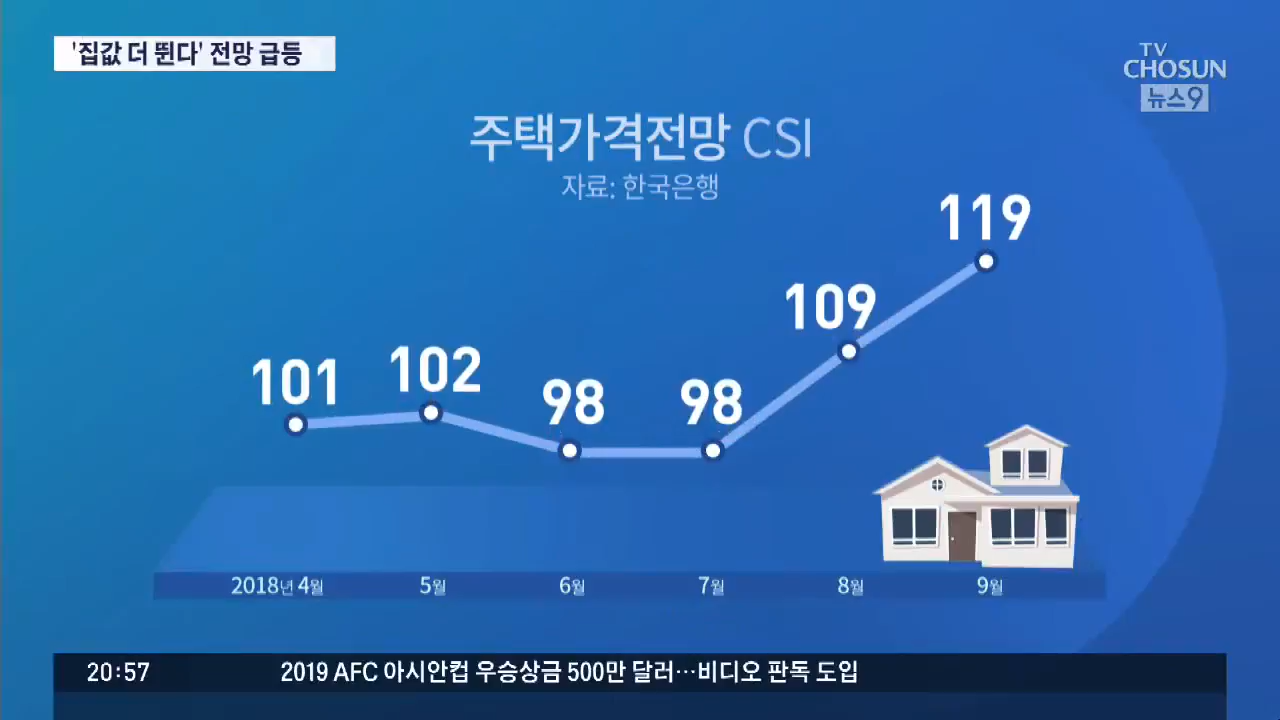 '집값 더 뛴다' 전망 급등
TV
CHOSUN
뉴스9
주택가격전망 CSI
자료: 한국은행
101
102
98
98
109
119
2018년 4월
5월
6월
7월
8월
9월
20:57
2019 AFC 아시안컵 우승상금 500만 달러…비디오 판독 도입